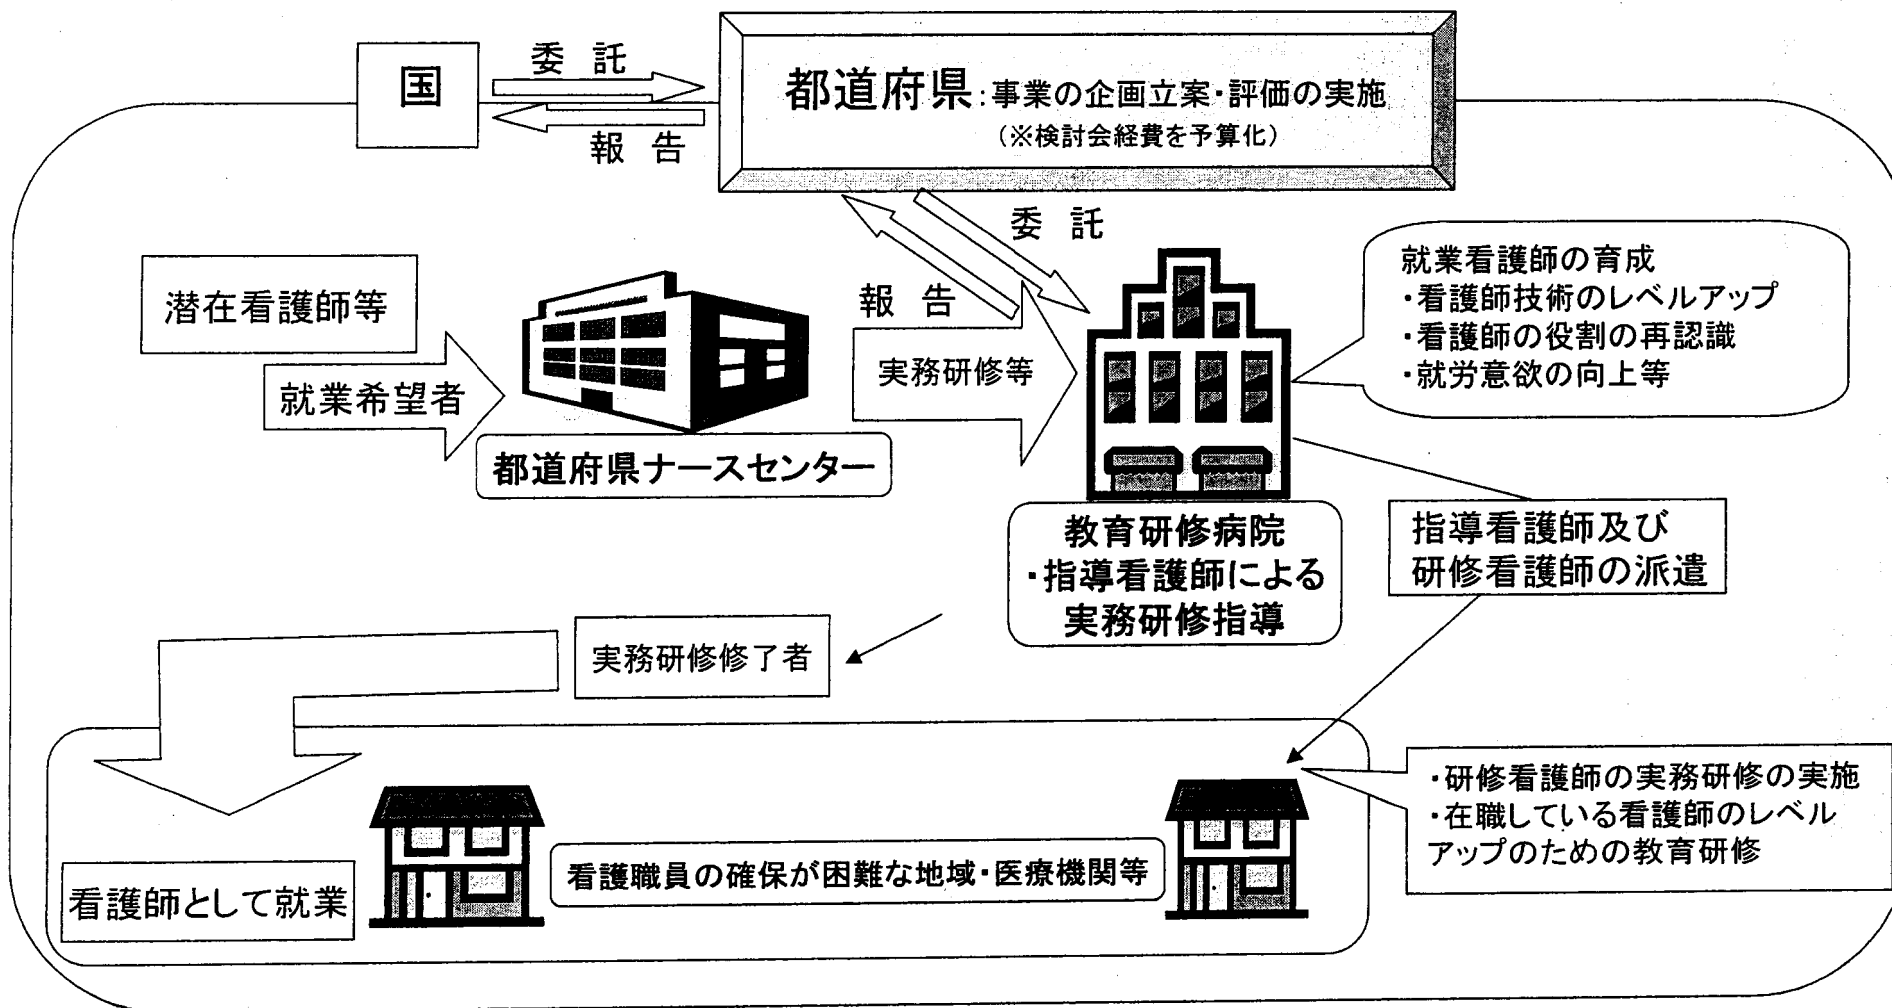 国
委 託
報 告
都道府県：事業の企画立案・評価の実施
（※検討会経費を予算化）
委 託
報 告
潜在看護師等
就業希望者
都道府県ナースセンター
実務研修等
就業看護師の育成
・看護師技術のレベルアップ
・看護師の役割の再認識
・就労意欲の向上等
教育研修病院
・指導看護師による
実務研修指導
指導看護師及び
研修看護師の派遣
実務研修修了者
・研修看護師の実務研修の実施
・在職している看護師のレベル
アップのための教育研修
看護職員の確保が困難な地域・医療機関等
看護師として就業